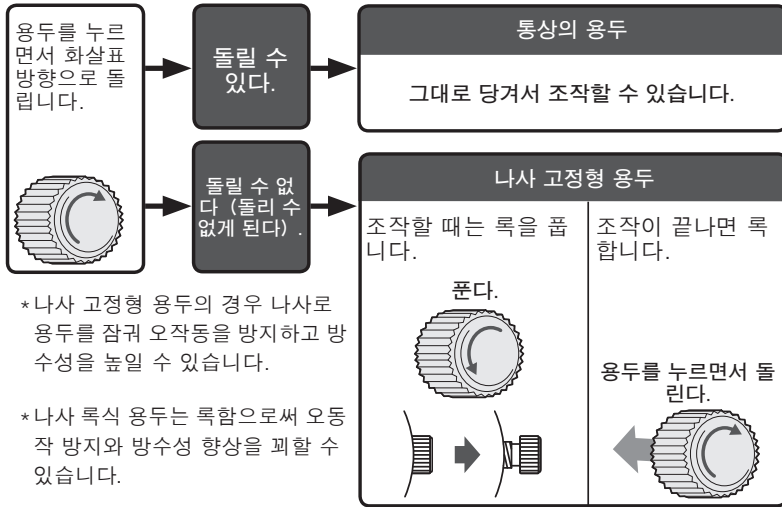 용두를 누르
면서 화살표
방향으로 돌
립니다.
돌릴 수
있다.
통상의 용두
그대로 당겨서 조작할 수 있습니다.
돌릴 수 없
다 (돌리 수
없게 된다) .
나사 고정형 용두
조작할 때는 록을 풉
니다.
푼다.
조작이 끝나면 록
합니다.
용두를 누르면서 돌
린다.
*나사 고정형 용두의 경우 나사로
용두를 잠궈 오작동을 방지하고 방
수성을 높일 수 있습니다.
*나사 록식 용두는 록함으로써 오동
작 방지와 방수성 향상을 꾀할 수
있습니다.